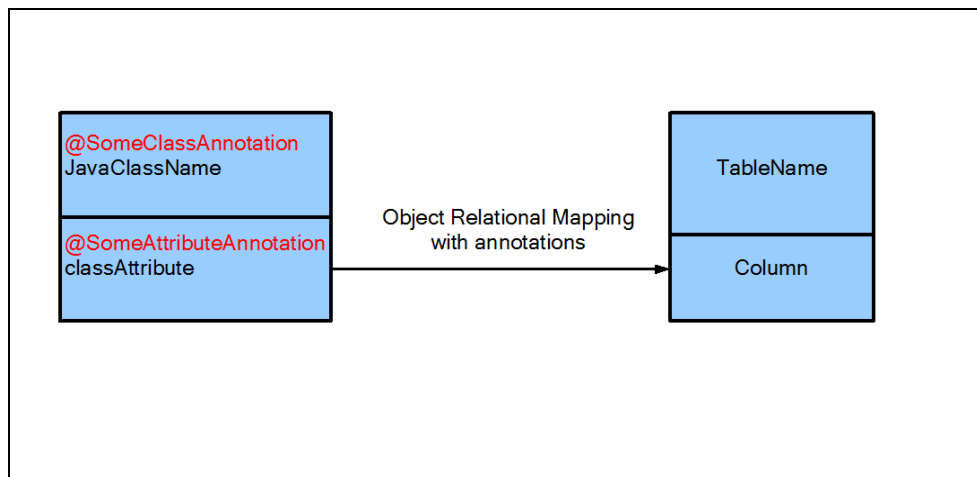 @SomeClassAnnotation
JavaClassName
@SomeAttributeAnnotation
classAttribute
Object Relational Mapping
with annotations
TableName
Column